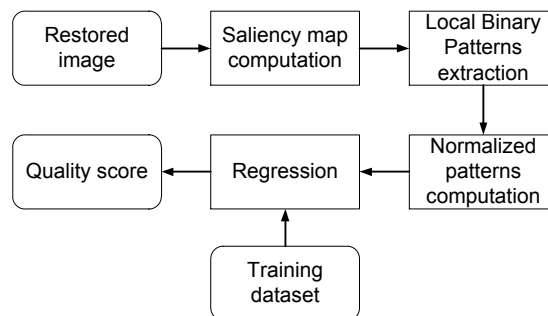 Restored
image
Saliency map
computation
Local Binary
Patterns
extraction
Quality score
Regression
Normalized
patterns
computation
Training
dataset